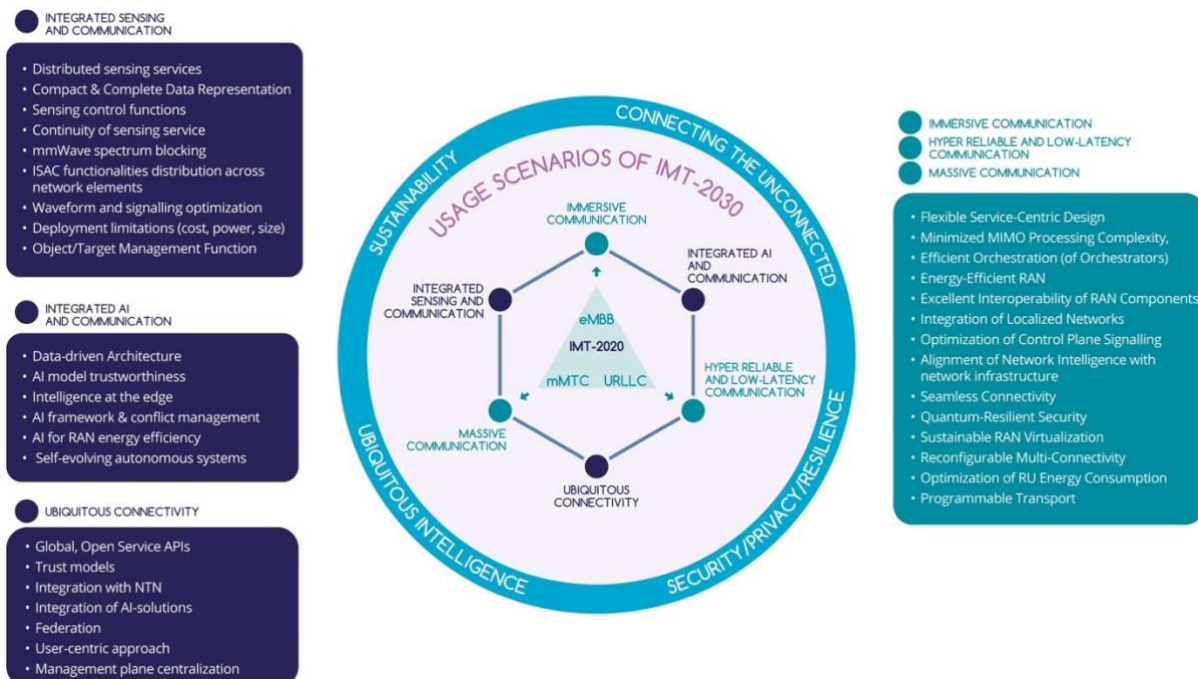 INTEGRATED SENSING
AND COMMUNICATION
• Distributed sensing services
• Compact & Complete Data Representation
• Sensing control functions
• Continuity of sensing service
• mmWave spectrum blocking
• ISAC functionalities distribution across
network elements
• Waveform and signalling optimization
• Deployment limitations (cost, power, size)
• Object/Target Management Function
INTEGRATED AI
AND COMMUNICATION
• Data-driven Architecture
• AI model trustworthiness
• Intelligence at the edge
• AI framework & conflict management
• AI for RAN energy efficiency
• Self-evolving autonomous systems
UBIQUITOUS CONNECTIVITY
• Global, Open Service APIs
• Trust models
• Integration with NTN
• Integration of AI-solutions
• Federation
• User-centric approach
• Management plane centralization
SUSTAINABILITY
CONNECTING THE UNCONNECTED
USAGE SCENARIOS OF IMT-2030
IMMERSIVE
COMMUNICATION
INTEGRATED AI
AND
COMMUNICATION
INTEGRATED
SENSING AND
COMMUNICATION
eMBB
IMT-2020
mMTC URLLC
HYPER RELIABLE
AND LOW-LATENCY
COMMUNICATION
MASSIVE
COMMUNICATION
UBIQUITOUS
CONNECTIVITY
UBIQUITOUS INTELLIGENCE
SECURITY/PRIVACY/RESILIENCE
IMMERSIVE COMMUNICATION
HYPER RELIABLE AND LOW-LATENCY
COMMUNICATION
MASSIVE COMMUNICATION
• Flexible Service-Centric Design
• Minimized MIMO Processing Complexity,
• Efficient Orchestration (of Orchestrators)
• Energy-Efficient RAN
• Excellent Interoperability of RAN Components
• Integration of Localized Networks
• Optimization of Control Plane Signalling
• Alignment of Network Intelligence with
network infrastructure
• Seamless Connectivity
• Quantum-Resilient Security
• Sustainable RAN Virtualization
• Reconfigurable Multi-Connectivity
• Optimization of RU Energy Consumption
• Programmable Transport